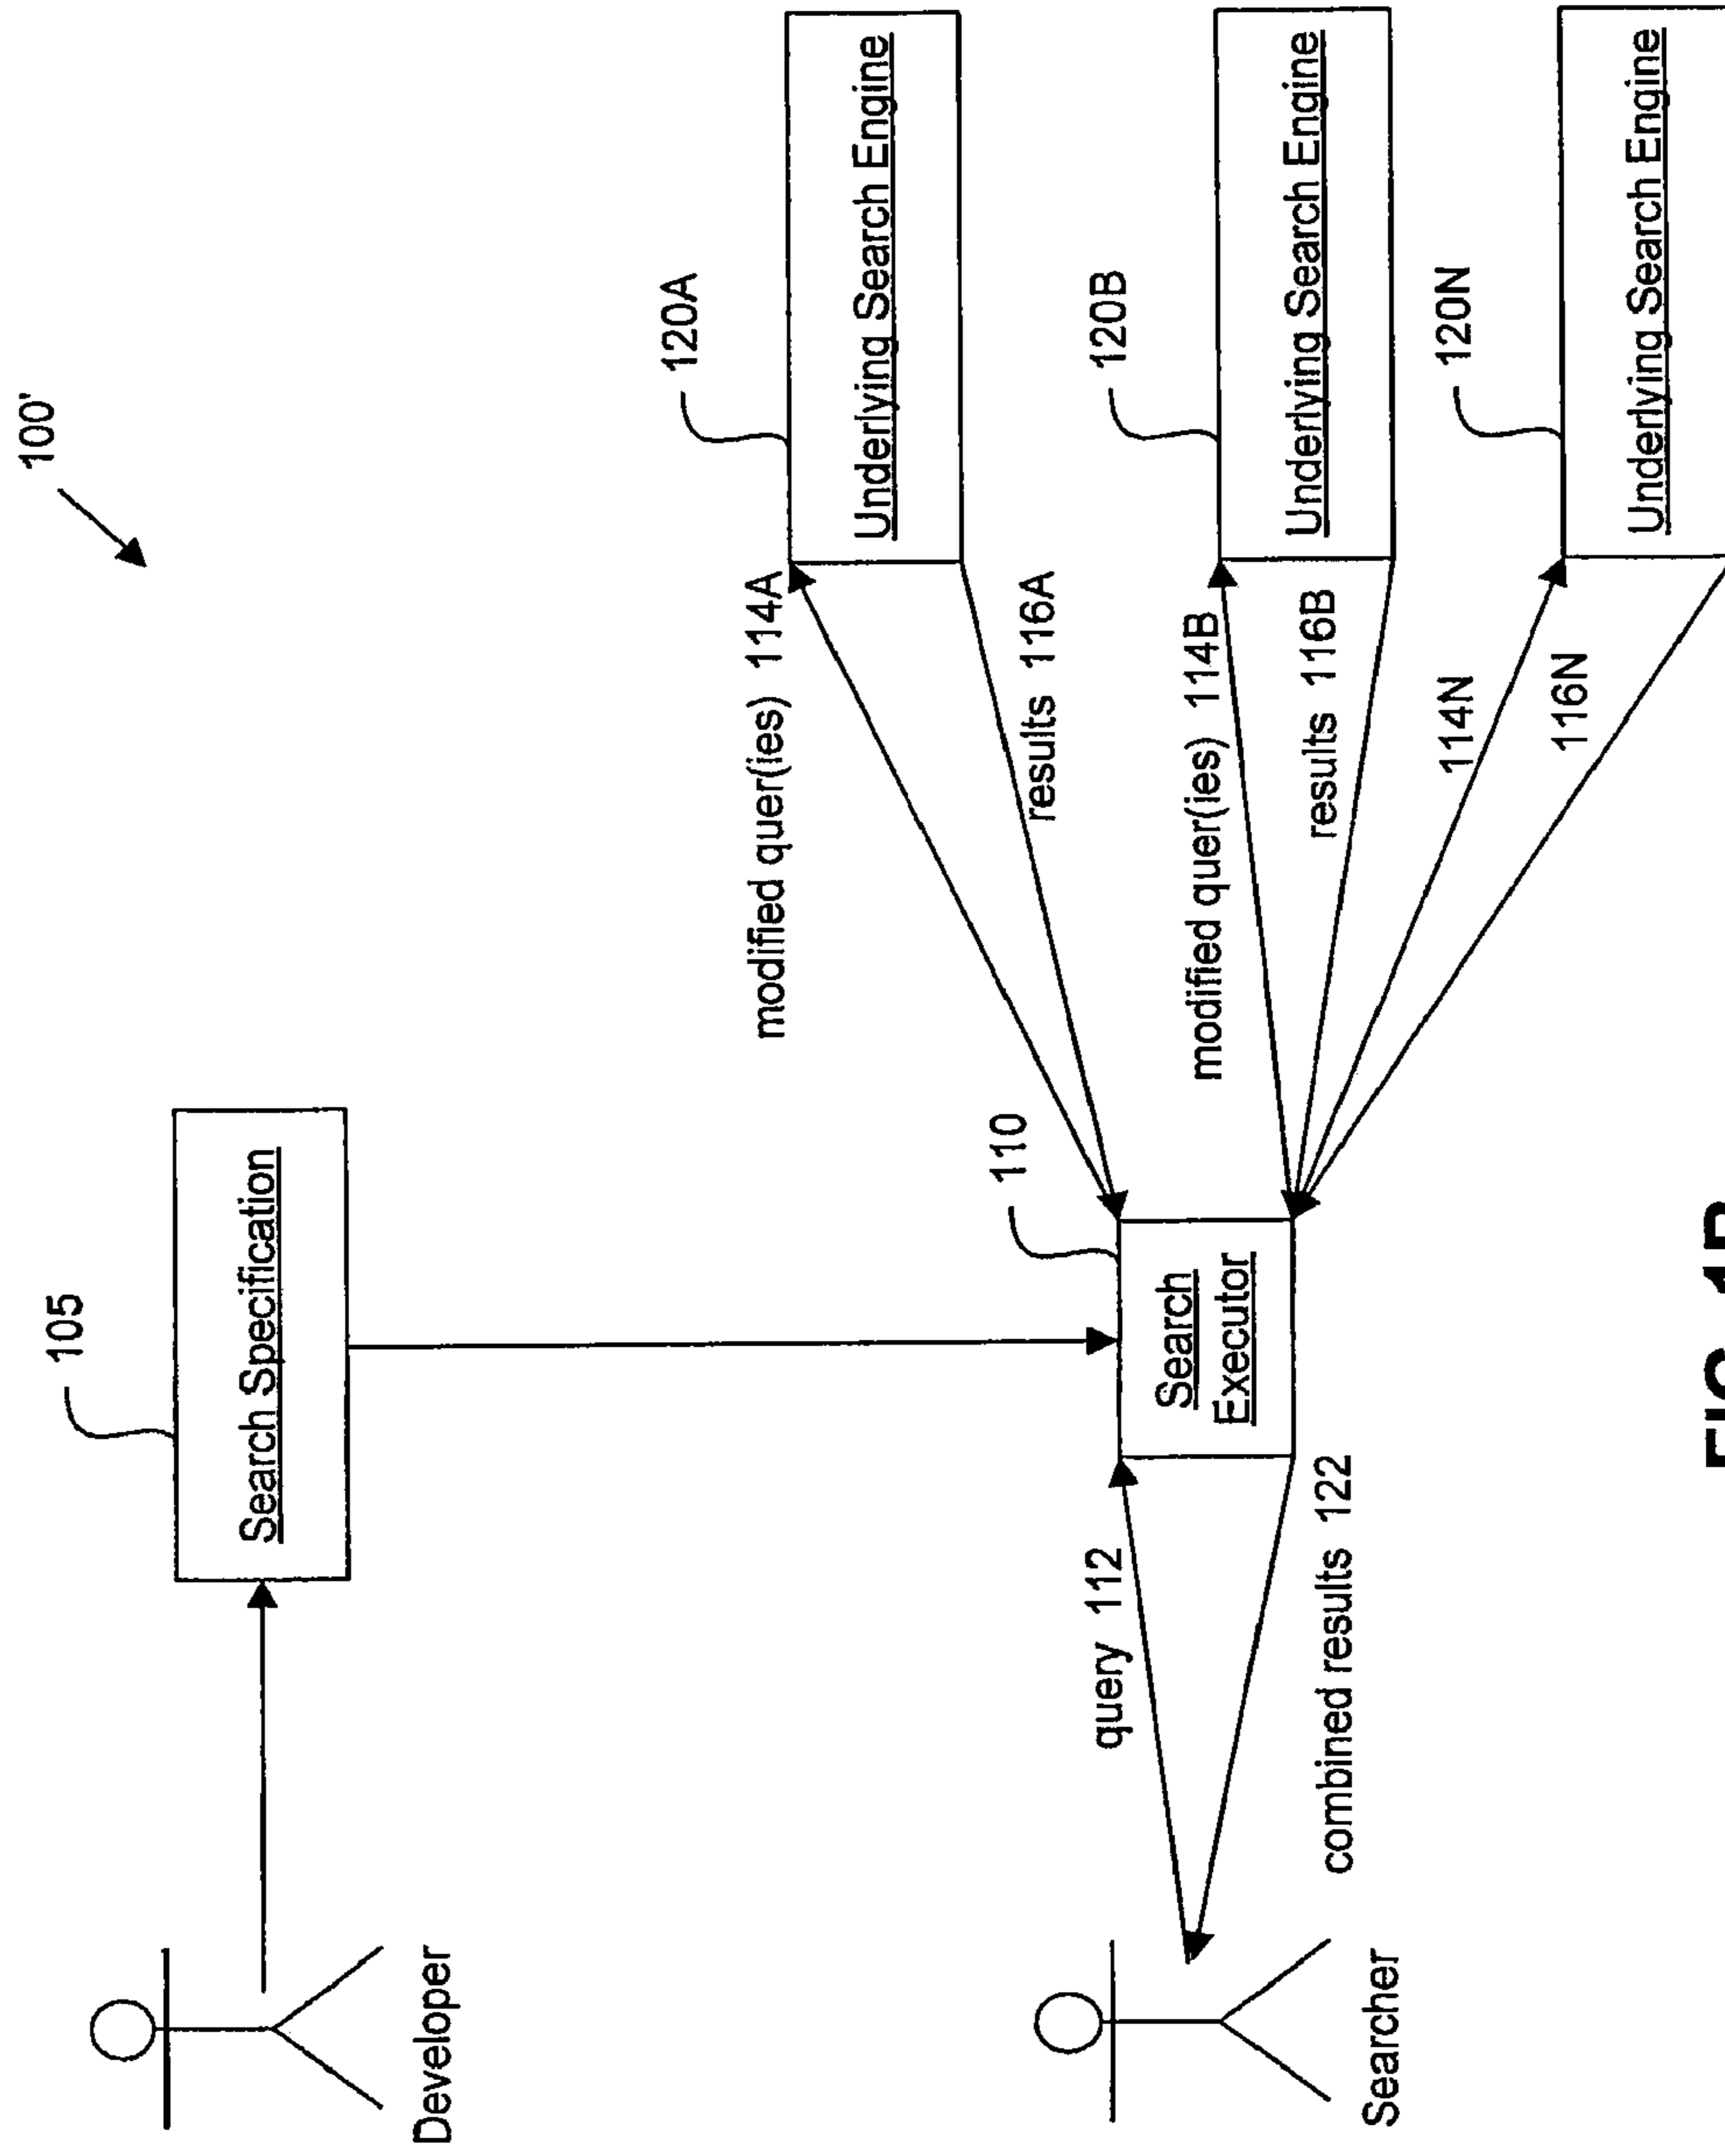 100'
105
Search Specification
Developer
120A
modified quer(ies) 114A
Underlying Search Engine
results 116A
110
query 112
Search
Executor
120B
modified quer(ies) 114B
Underlying Search Engine
results 116B
combined results 122
Searcher
120N
114N
Underlying Search Engine
116N